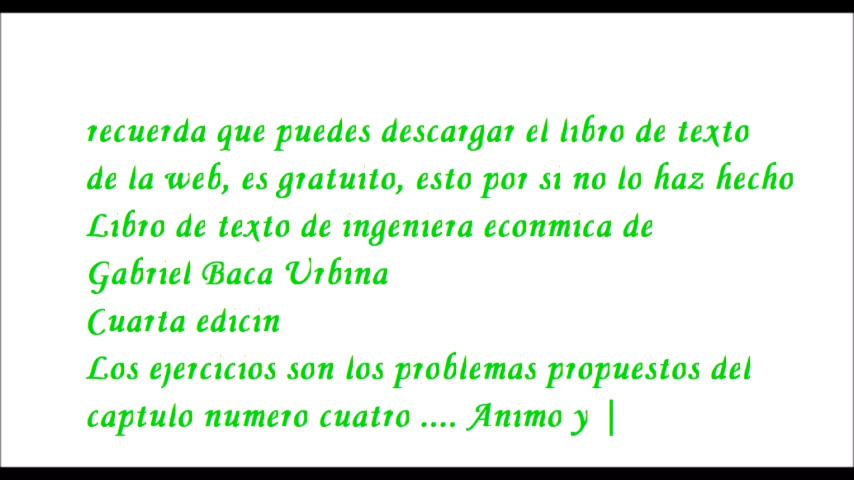 recuerda que puedes descargar el libro de texto
de la web, es gratuito, esto por si no lo haz hecho
Libro de texto de ingeniera econmica de
Gabriel Baca Urbina
Cuarta edicin
Los ejercicios son los problemas propuestos del
captulo numero cuatro .... Animo y |